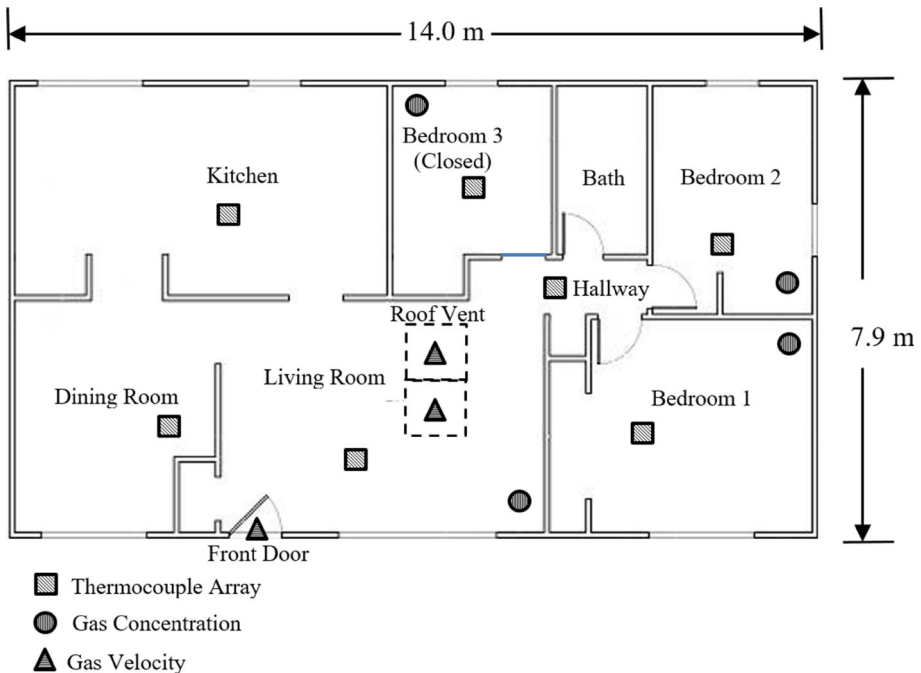 14.0 m
Bedroom 3
(Closed)
Kitchen
Bath
Bedroom 2
Hallway
Roof Vent
7.9 m
Living Room
Dining Room
Bedroom 1
Front Door
Thermocouple Array
Gas Concentration
Gas Velocity